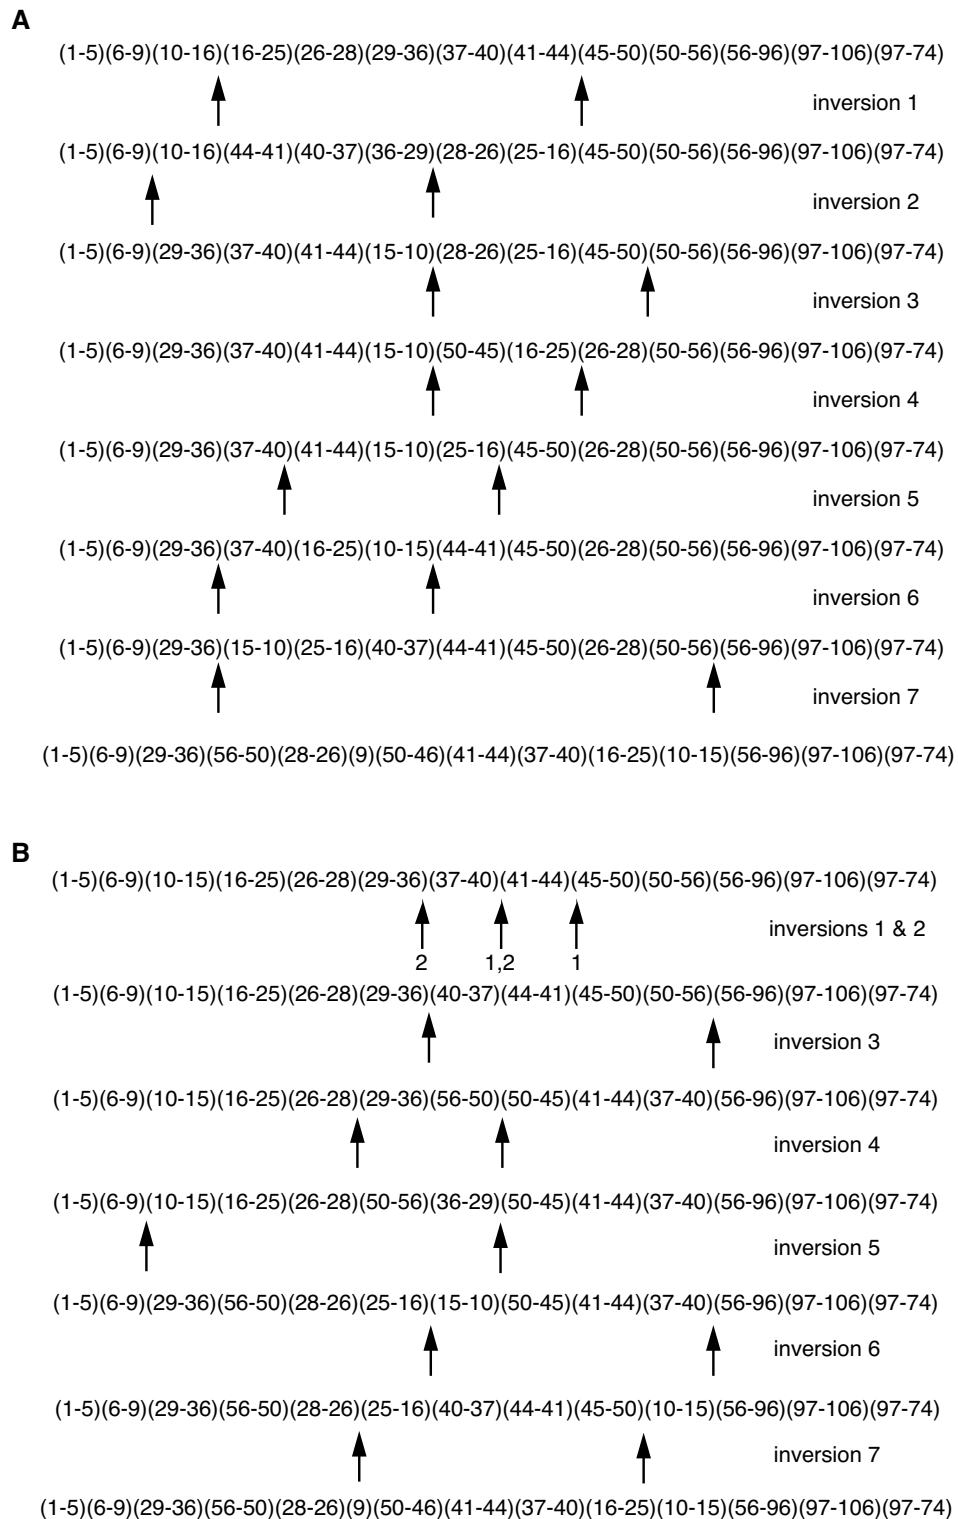 A
(1-5)(6-9)(10-16)(16-25)(26-28)(29-36)(37-40)(41-44)(45-50)(50-56)(56-96)(97-106)(97-74)
inversion 1
(1-5)(6-9)(10-16)(44-41)(40-37)(36-29)(28-26)(25-16)(45-50)(50-56)(56-96)(97-106)(97-74)
inversion 2
(1-5)(6-9)(29-36)(37-40)(41-44)(15-10)(28-26)(25-16)(45-50)(50-56)(56-96)(97-106)(97-74)
inversion 3
(1-5)(6-9)(29-36)(37-40)(41-44)(15-10)(50-45)(16-25)(26-28)(50-56)(56-96)(97-106)(97-74)
inversion 4
(1-5)(6-9)(29-36)(37-40)(41-44)(15-10)(25-16)(45-50)(26-28)(50-56)(56-96)(97-106)(97-74)
inversion 5
(1-5)(6-9)(29-36)(37-40)(16-25)(10-15)(44-41)(45-50)(26-28)(50-56)(56-96)(97-106)(97-74)
inversion 6
(1-5)(6-9)(29-36)(15-10)(25-16)(40-37)(44-41)(45-50)(26-28)(50-56)(56-96)(97-106)(97-74)
inversion 7
(1-5)(6-9)(29-36)(56-50)(28-26)(9)(50-46)(41-44)(37-40)(16-25)(10-15)(56-96)(97-106)(97-74)
B
(1-5)(6-9)(10-15)(16-25)(26-28)(29-36)(37-40)(41-44)(45-50)(50-56)(56-96)(97-106)(97-74)
inversions 1 & 2
2 1,2 1
(1-5)(6-9)(10-15)(16-25)(26-28)(29-36)(40-37)(44-41)(45-50)(50-56)(56-96)(97-106)(97-74)
inversion 3
(1-5)(6-9)(10-15)(16-25)(26-28)(29-36)(56-50)(50-45)(41-44)(37-40)(56-96)(97-106)(97-74)
inversion 4
(1-5)(6-9)(10-15)(16-25)(26-28)(50-56)(36-29)(50-45)(41-44)(37-40)(56-96)(97-106)(97-74)
inversion 5
(1-5)(6-9)(29-36)(56-50)(28-26)(25-16)(15-10)(50-45)(41-44)(37-40)(56-96)(97-106)(97-74)
inversion 6
(1-5)(6-9)(29-36)(56-50)(28-26)(25-16)(40-37)(44-41)(45-50)(10-15)(56-96)(97-106)(97-74)
inversion 7
(1-5)(6-9)(29-36)(56-50)(28-26)(9)(50-46)(41-44)(37-40)(16-25)(10-15)(56-96)(97-106)(97-74)